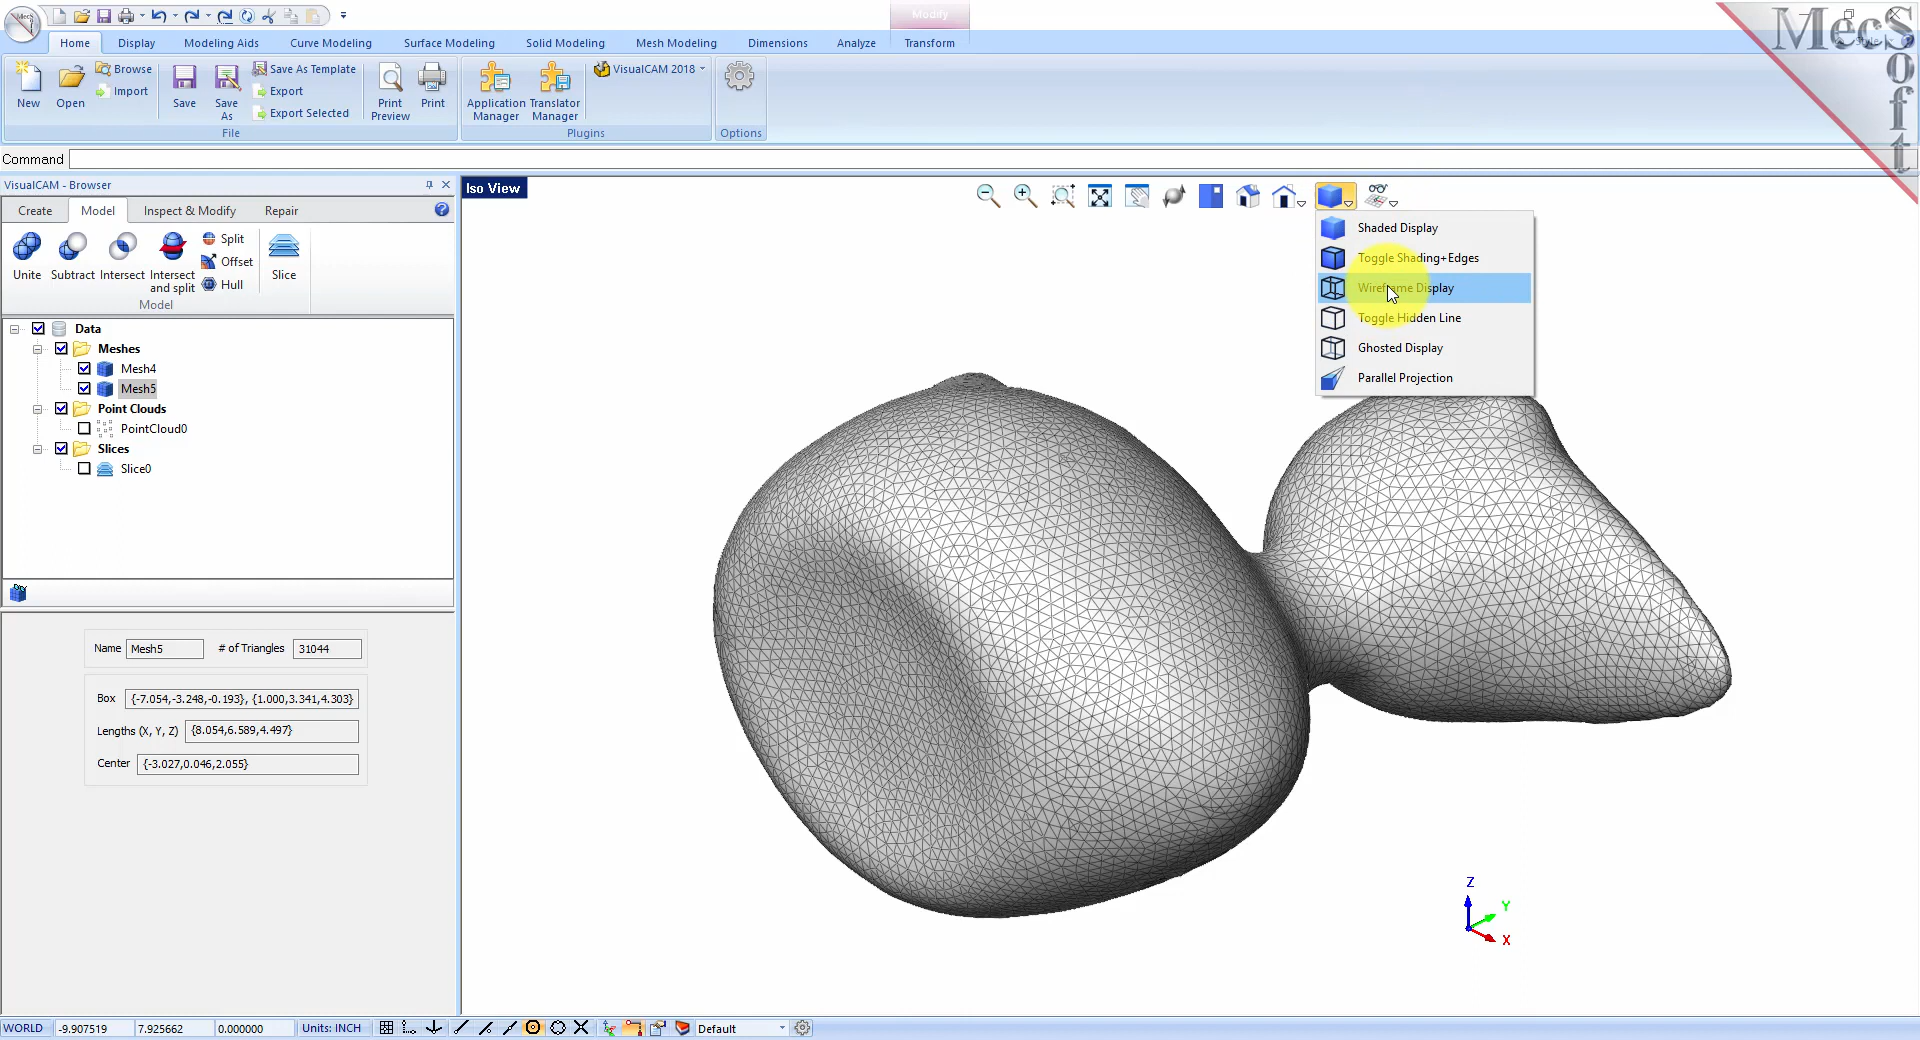 Modify
MecSoft
Home Display Modeling Aids Curve Modeling Surface Modeling Solid Modeling Mesh Modeling Dimensions Analyze Transform
New
Open
Browse
Import
Save
Save As
Save As Template
Export
Export Selected
Print Preview
Print
File
Application Manager
Translator Manager
VisualCAM 2018
Plugins
Options
Command
VisualCAM - Browser
Create Model Inspect & Modify Repair
Unite
Subtract
Intersect
Intersect and split
Split
Offset
Hull
Slice
Model
Data
Meshes
Mesh4
Mesh5
Point Clouds
PointCloud0
Slices
Slice0
Name Mesh5 # of Triangles 31044
Box {-7.054,-3.248,-0.193}, {1.000,3.341,4.303}
Lengths (X, Y, Z) {8.054,6.589,4.497}
Center {-3.027,0.046,2.055}
Iso View
Shaded Display
Toggle Shading+Edges
Wireframe Display
Toggle Hidden Line
Ghosted Display
Parallel Projection
Z
Y
X
WORLD -9.907519 7.925662 0.000000 Units: INCH Default